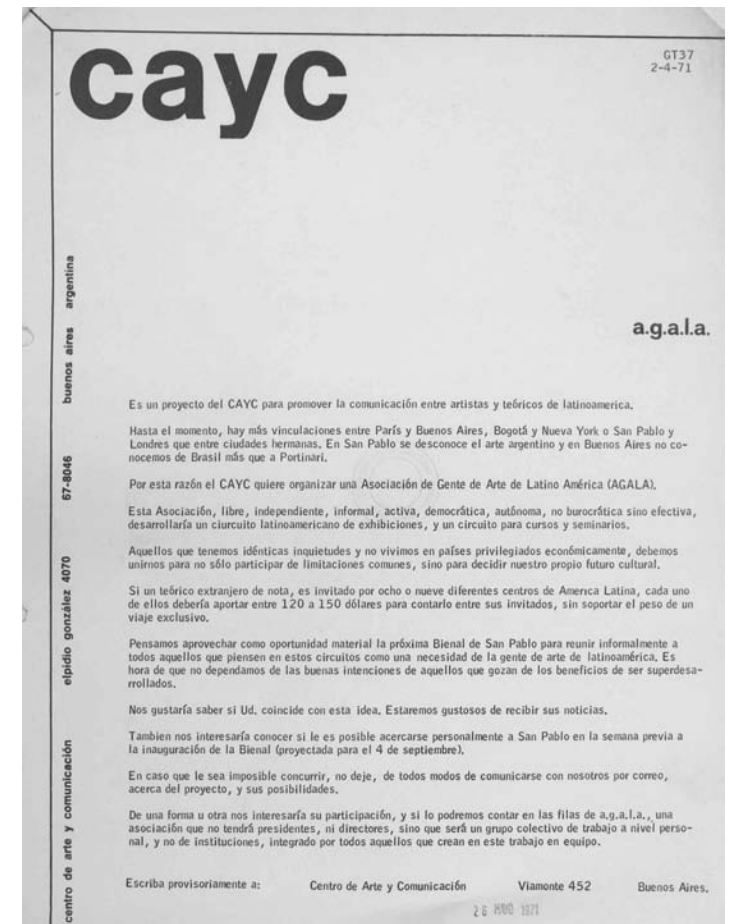 cayc
GT37
2-4-71
a.g.a.l.a.
Es un proyecto del CAYC para promover la comunicación entre artistas y teóricos de latinoamerica.
Hasta el momento, hay más vinculaciones entre París y Buenos Aires, Bogotá y Nueva York o San Pablo y
Londres que entre ciudades hermanas. En San Pablo se desconoce el arte argentino y en Buenos Aires no co-
nocemos de Brasil más que a Portinari.
Por esta razón el CAYC quiere organizar una Asociación de Gente de Arte de Latino América (AGALA).
Esta Asociación, libre, independiente, informal, activa, democrática, autónoma, no burocrática sino efectiva,
desarrollaría un ciurcuito latinoamericano de exhibiciones, y un circuito para cursos y seminarios.
Aquellos que tenemos idénticas inquietudes y no vivimos en países privilegiados económicamente, debemos
unirnos para no sólo participar de limitaciones comunes, sino para decidir nuestro propio futuro cultural.
Si un teórico extranjero de nota, es invitado por ocho o nueve diferentes centros de America Latina, cada uno
de ellos debería aportar entre 120 a 150 dólares para contarlo entre sus invitados, sin soportar el peso de un
viaje exclusivo.
Pensamos aprovechar como oportunidad material la próxima Bienal de San Pablo para reunir informalmente a
todos aquellos que piensen en estos circuitos como una necesidad de la gente de arte de latinoamérica. Es
hora de que no dependamos de las buenas intenciones de aquellos que gozan de los beneficios de ser superdesa-
rrollados.
Nos gustaría saber si Ud. coincide con esta idea. Estaremos gustosos de recibir sus noticias.
Tambien nos interesaría conocer si le es posible acercarse personalmente a San Pablo en la semana previa a
la inauguración de la Bienal (proyectada para el 4 de septiembre).
En caso que le sea imposible concurrir, no deje, de todos modos de comunicarse con nosotros por correo,
acerca del proyecto, y sus posibilidades.
De una forma u otra nos interesaría su participación, y si lo podremos contar en las filas de a.g.a.l.a., una
asociación que no tendrá presidentes, ni directores, sino que será un grupo colectivo de trabajo a nivel perso-
nal, y no de instituciones, integrado por todos aquellos que crean en este trabajo en equipo.
Escriba provisoriamente a: Centro de Arte y Comunicación Viamonte 452 Buenos Aires.
26 1971
centro de arte y comunicación elpidio gonzález 4070 67-8046 buenos aires argentina